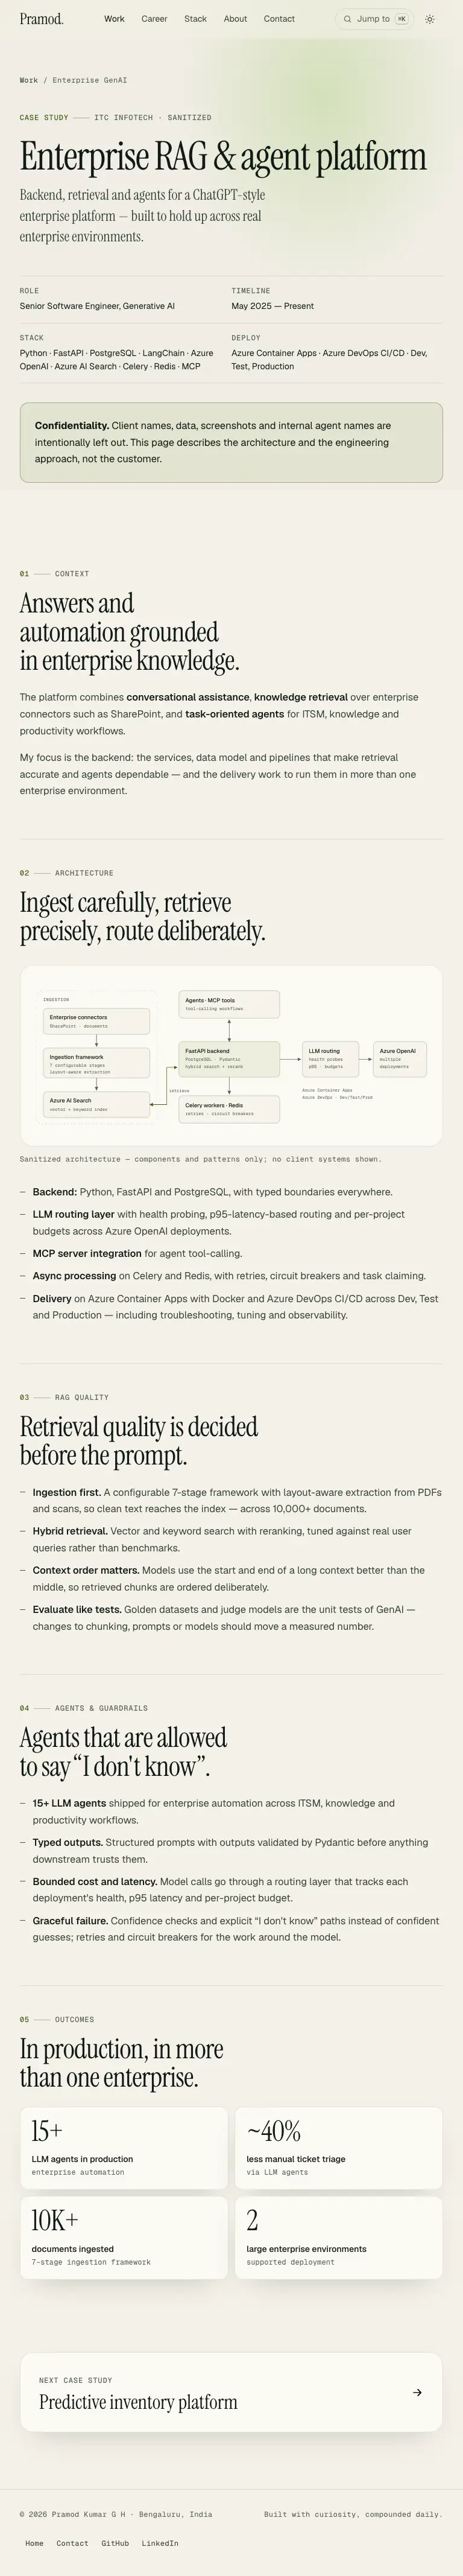 Pramod.
Work Career Stack About Contact
Jump to ⌘K
Work / Enterprise GenAI
CASE STUDY —— ITC INFOTECH · SANITIZED
Enterprise RAG & agent platform
Backend, retrieval and agents for a ChatGPT-style
enterprise platform — built to hold up across real
enterprise environments.
ROLE
Senior Software Engineer, Generative AI
TIMELINE
May 2025 — Present
STACK
Python · FastAPI · PostgreSQL · LangChain · Azure
OpenAI · Azure AI Search · Celery · Redis · MCP
DEPLOY
Azure Container Apps · Azure DevOps CI/CD · Dev,
Test, Production
Confidentiality. Client names, data, screenshots and internal agent names are
intentionally left out. This page describes the architecture and the engineering
approach, not the customer.
01 —— CONTEXT
Answers and
automation grounded
in enterprise knowledge.
The platform combines conversational assistance, knowledge retrieval over enterprise
connectors such as SharePoint, and task-oriented agents for ITSM, knowledge and
productivity workflows.
My focus is the backend: the services, data model and pipelines that make retrieval
accurate and agents dependable — and the delivery work to run them in more than one
enterprise environment.
02 —— ARCHITECTURE
Ingest carefully, retrieve
precisely, route deliberately.
INGESTION
Enterprise connectors
SharePoint · documents
Ingestion framework
7 configurable stages
layout-aware extraction
Azure AI Search
vector + keyword index
retrieve
Agents · MCP tools
tool-calling workflows
FastAPI backend
PostgreSQL · Pydantic
hybrid search + rerank
Celery workers · Redis
retries · circuit breakers
LLM routing
health probes
p95 · budgets
Azure OpenAI
multiple
deployments
Azure Container Apps
Azure DevOps · Dev/Test/Prod
Sanitized architecture — components and patterns only; no client systems shown.
— Backend: Python, FastAPI and PostgreSQL, with typed boundaries everywhere.
— LLM routing layer with health probing, p95-latency-based routing and per-project
budgets across Azure OpenAI deployments.
— MCP server integration for agent tool-calling.
— Async processing on Celery and Redis, with retries, circuit breakers and task claiming.
— Delivery on Azure Container Apps with Docker and Azure DevOps CI/CD across Dev, Test
and Production — including troubleshooting, tuning and observability.
03 —— RAG QUALITY
Retrieval quality is decided
before the prompt.
— Ingestion first. A configurable 7-stage framework with layout-aware extraction from PDFs
and scans, so clean text reaches the index — across 10,000+ documents.
— Hybrid retrieval. Vector and keyword search with reranking, tuned against real user
queries rather than benchmarks.
— Context order matters. Models use the start and end of a long context better than the
middle, so retrieved chunks are ordered deliberately.
— Evaluate like tests. Golden datasets and judge models are the unit tests of GenAI —
changes to chunking, prompts or models should move a measured number.
04 —— AGENTS & GUARDRAILS
Agents that are allowed
to say “I don't know”.
— 15+ LLM agents shipped for enterprise automation across ITSM, knowledge and
productivity workflows.
— Typed outputs. Structured prompts with outputs validated by Pydantic before anything
downstream trusts them.
— Bounded cost and latency. Model calls go through a routing layer that tracks each
deployment's health, p95 latency and per-project budget.
— Graceful failure. Confidence checks and explicit “I don't know” paths instead of confident
guesses; retries and circuit breakers for the work around the model.
05 —— OUTCOMES
In production, in more
than one enterprise.
15+
LLM agents in production
enterprise automation
~40%
less manual ticket triage
via LLM agents
10K+
documents ingested
7-stage ingestion framework
2
large enterprise environments
supported deployment
NEXT CASE STUDY
Predictive inventory platform
→
© 2026 Pramod Kumar G H · Bengaluru, India
Built with curiosity, compounded daily.
Home Contact GitHub LinkedIn